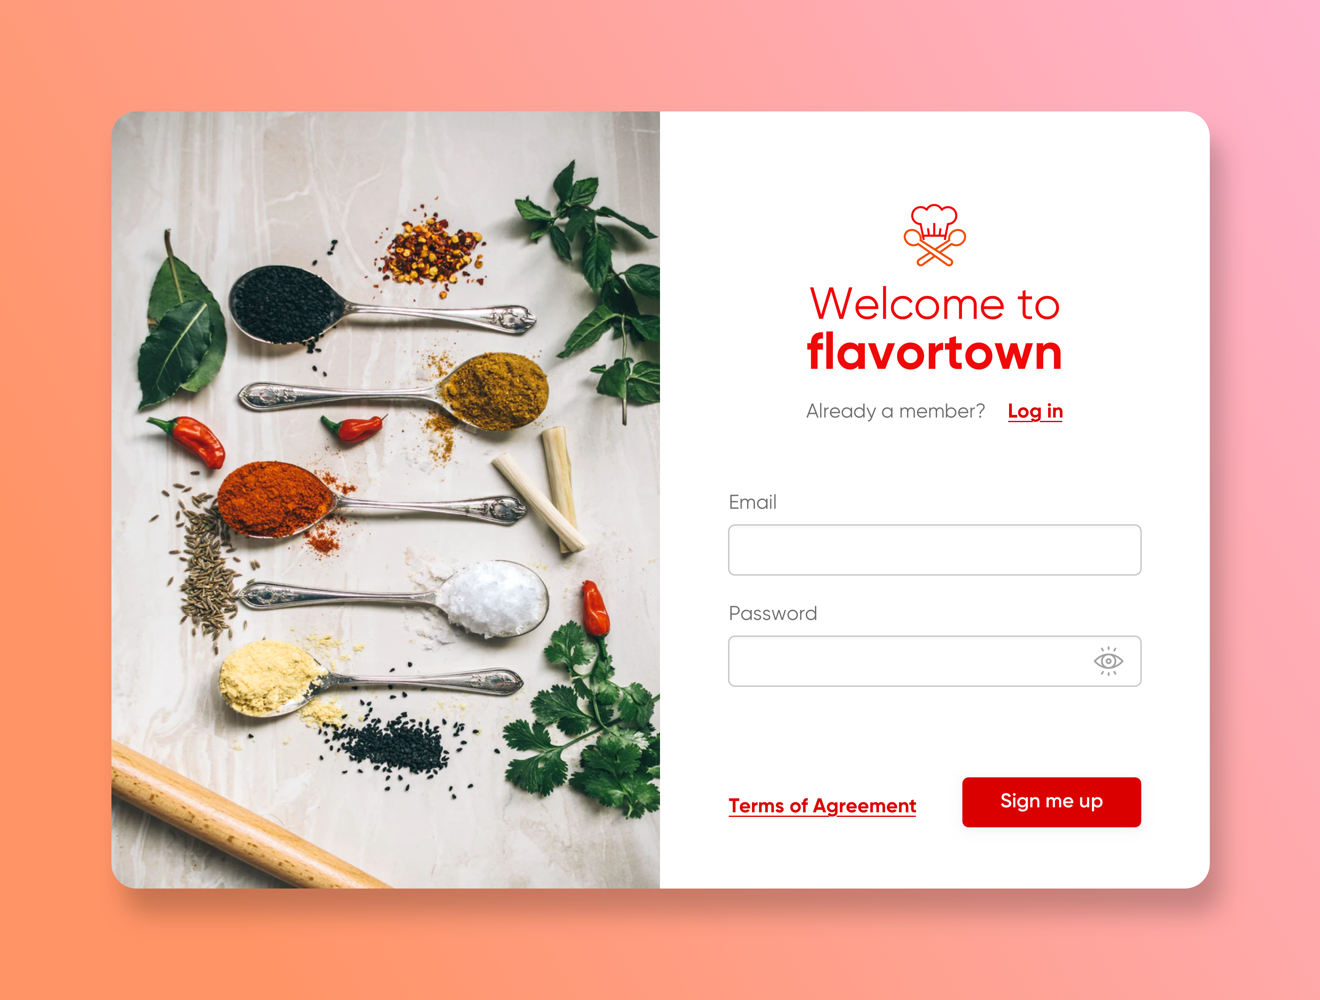 Welcome to
flavortown
Already a member? Log in
Email
Password
Terms of Agreement
Sign me up